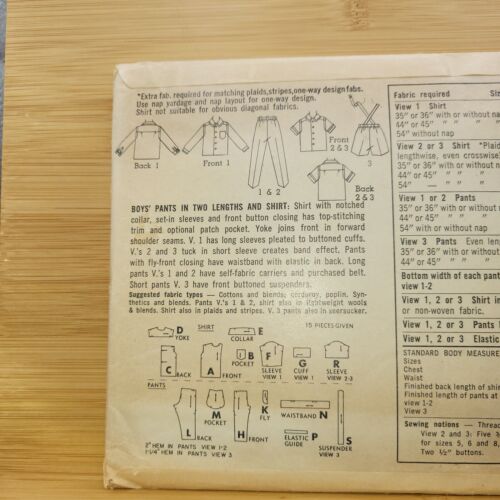 *Extra fab. required for matching plaids,stripes,one-way design fabs.
Use nap yardage and nap layout for one-way design.
Shirt not suitable for obvious diagonal fabrics.
Back 1
Front 1
1 & 2
Front
2 & 3
3
Back
2 & 3
BOYS' PANTS IN TWO LENGTHS AND SHIRT: Shirt with notched
collar, set-in sleeves and front button closing has top-stitching
trim and optional patch pocket. Yoke joins front in forward
shoulder seams. V. 1 has long sleeves pleated to buttoned cuffs.
V.'s 2 and 3 tuck in short sleeve creates band effect. Pants
with fly-front closing have waistband with elastic in back. Long
pants V.'s 1 and 2 have self-fabric carriers and purchased belt.
Short pants V. 3 have front buttoned suspenders.
Suggested fabric types — Cottons and blends; corduroy, poplin. Syn-
thetics and blends. Pants V.'s 1 & 2, shirt also in lightweight wools
& blends. Shirt also in plaids and stripes. V. 3 pants also in seersucker.
D
YOKE
SHIRT
E
COLLAR
15 PIECES GIVEN
C
BACK
A
FRONT
B
POCKET
F
SLEEVE
VIEW 1
G
CUFF
VIEW 1
R
SLEEVE
VIEW 2-3
PANTS
L
BACK
M
POCKET
H
FRONT
K
FLY
WAISTBAND N
ELASTIC
GUIDE P
S
SUSPENDER
VIEW 3
2" HEM IN PANTS VIEW 1-2
1¼" HEM IN PANTS VIEW 3
Fabric required
View 1 Shirt
35" or 36" with or without nap
44" or 45" " " "
54" without nap
View 2 or 3 Shirt *Plaid
lengthwise, even crosswise
35" or 36" with or without n
44" or 45" " " "
54" — " "
View 1 or 2 Pants
35" or 36" with or without
44" or 45" " "
54" with or without nap
View 3 Pants Even leng
35" or 36" with or without
44" or 45" " "
Bottom width of each pant
view 1-2
View 1, 2 or 3 Shirt in
or non-woven fabric.
View 1, 2 or 3 Pants
View 1, 2 or 3 Elastic
STANDARD BODY MEASURE
Sizes
Chest
Waist
Finished back length of shir
Finished length of pants at
view 1-2
View 3
Sewing notions — Threa
View 2 and 3: Five
for sizes 5, 6 and 8,
Two ½" buttons.